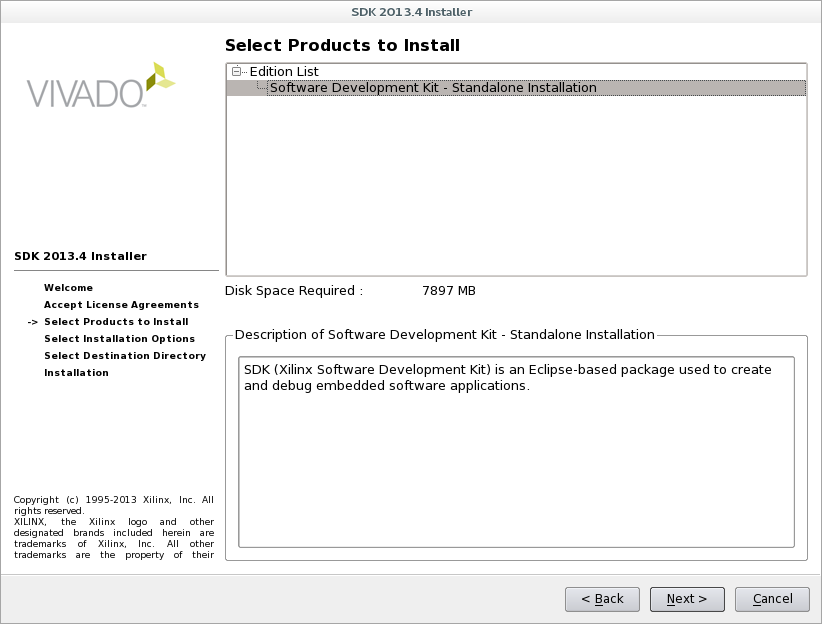 SDK 2013.4 Installer
VIVADO™
SDK 2013.4 Installer
Welcome
Accept License Agreements
-> Select Products to Install
Select Installation Options
Select Destination Directory
Installation
Copyright (c) 1995-2013 Xilinx, Inc. All
rights reserved.
XILINX, the Xilinx logo and other
designated brands included herein are
trademarks of Xilinx, Inc. All other
trademarks are the property of their
Select Products to Install
Edition List
Software Development Kit - Standalone Installation
Disk Space Required : 7897 MB
Description of Software Development Kit - Standalone Installation
SDK (Xilinx Software Development Kit) is an Eclipse-based package used to create
and debug embedded software applications.
< Back Next > Cancel